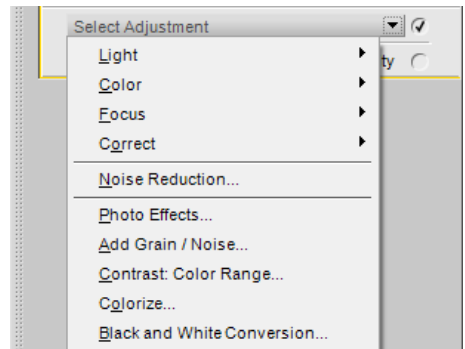 Select Adjustment
Light
Color
ty
Focus
Correct
Noise Reduction...
Photo Effects...
Add Grain / Noise...
Contrast: Color Range...
Colorize...
Black and White Conversion...